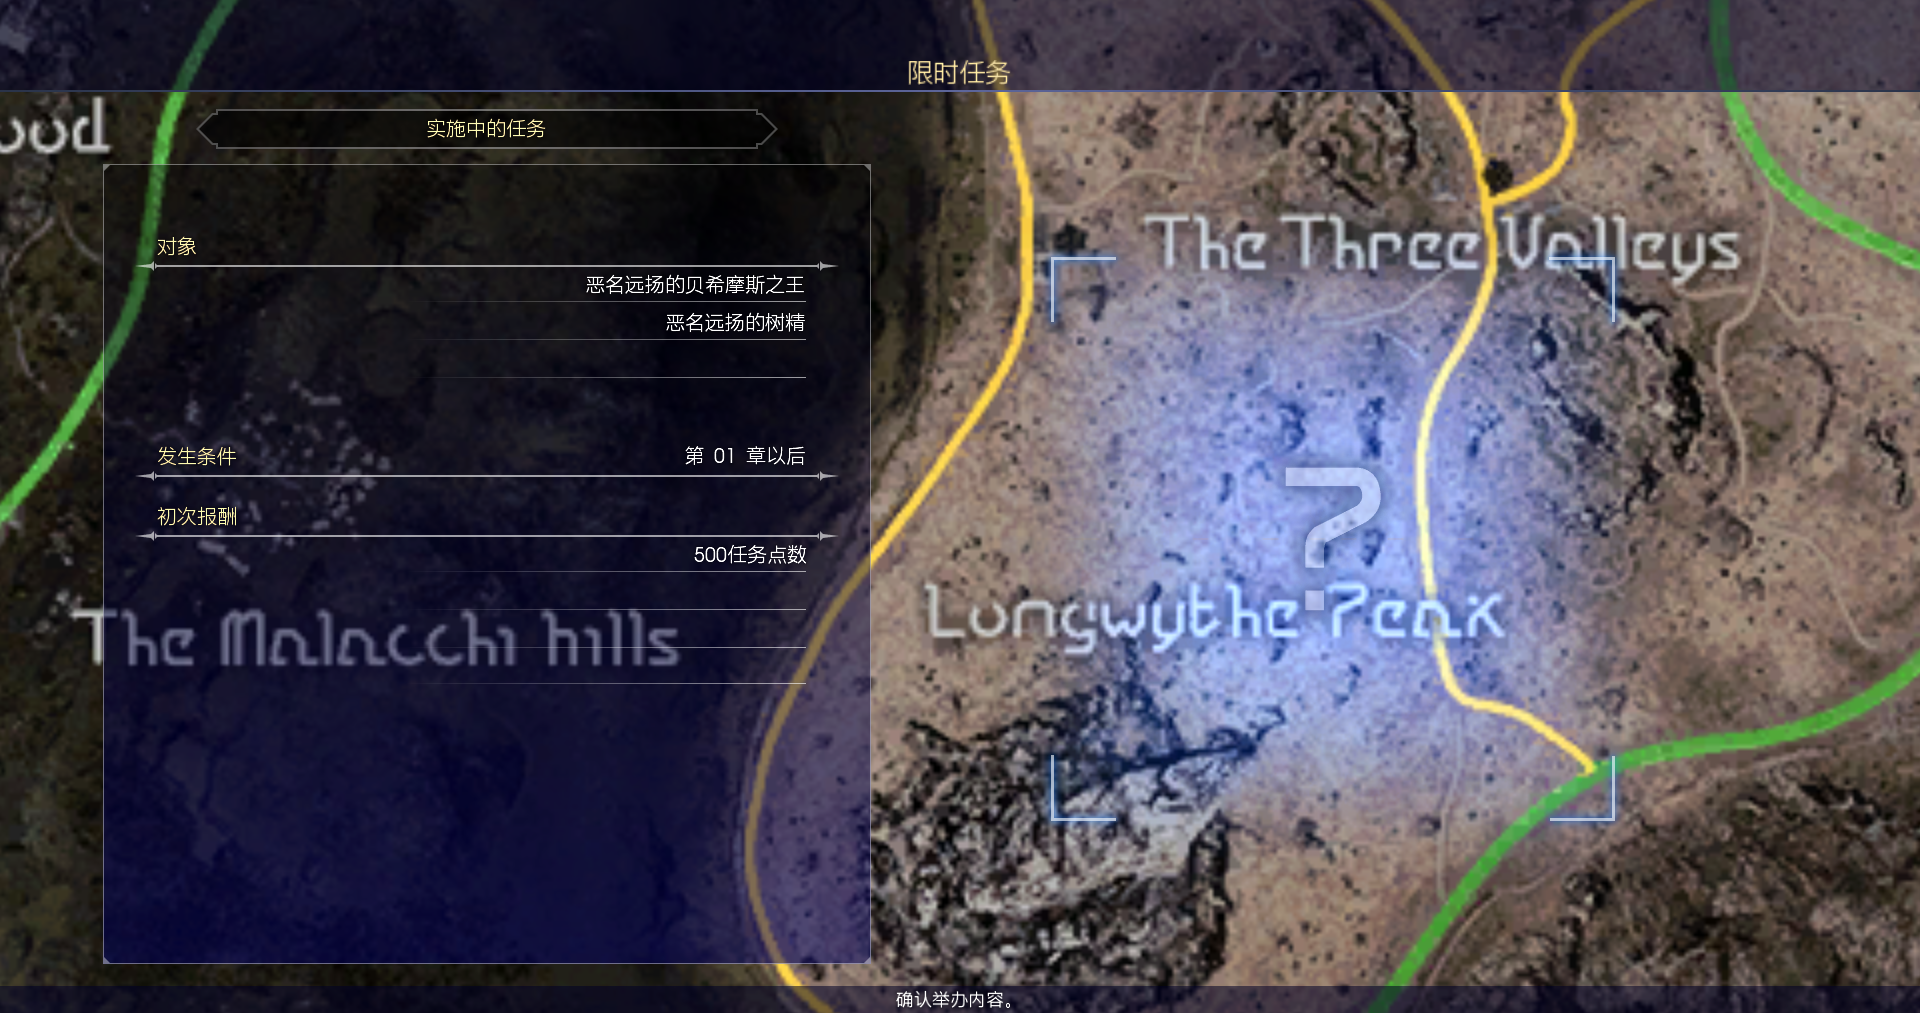 限时任务
ood
实施中的任务
The Three Valleys
对象
恶名远扬的贝希摩斯之王
恶名远扬的树精
发生条件
第 01 章以后
?
初次报酬
500任务点数
Longwythe Peak
The Malacchi hills
确认举办内容。